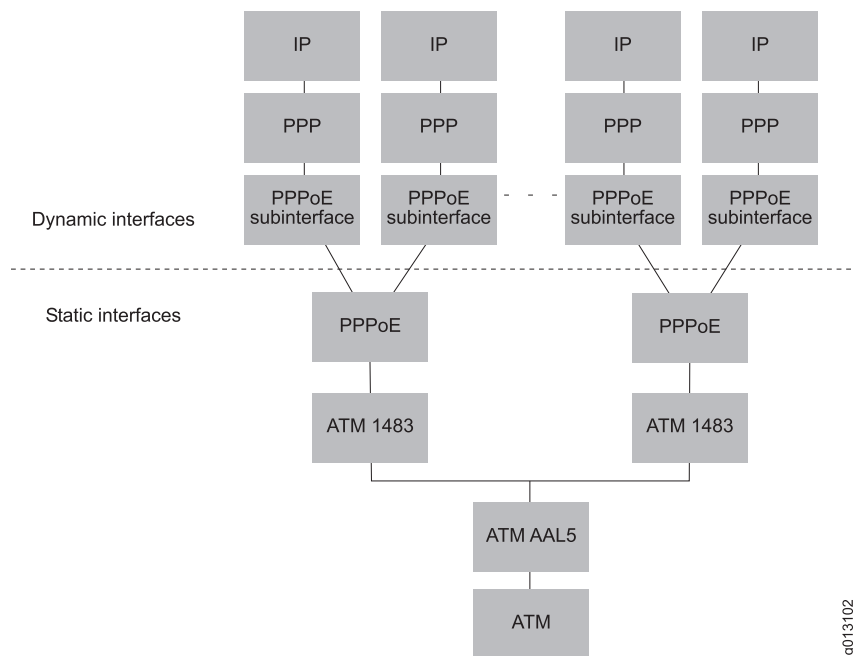 IP
IP
IP
IP
PPP
PPP
PPP
PPP
PPPoE
subinterface
PPPoE
subinterface
PPPoE
subinterface
PPPoE
subinterface
Dynamic interfaces
Static interfaces
PPPoE
PPPoE
ATM 1483
ATM 1483
ATM AAL5
ATM
g013102